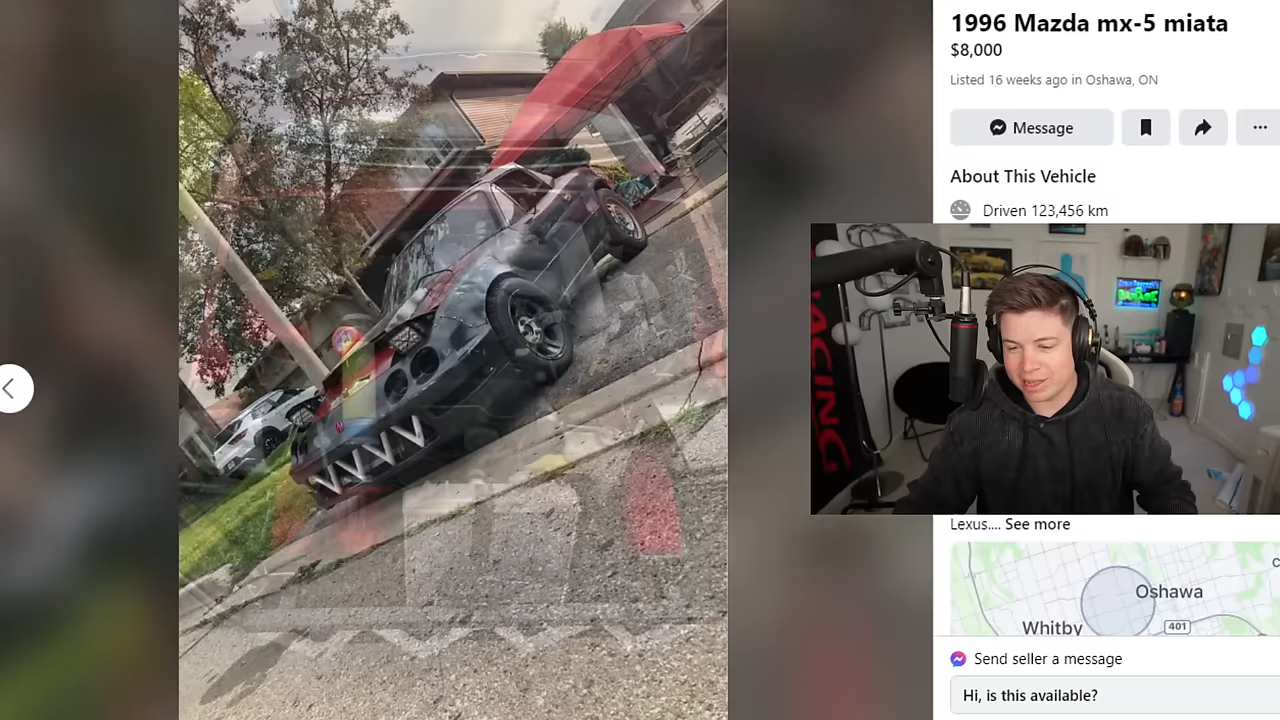 1996 Mazda mx-5 miata
$8,000
Listed 16 weeks ago in Oshawa, ON
Message
About This Vehicle
Driven 123,456 km
RACING
Lexus.... See more
Oshawa
Whitby
401
Send seller a message
Hi, is this available?